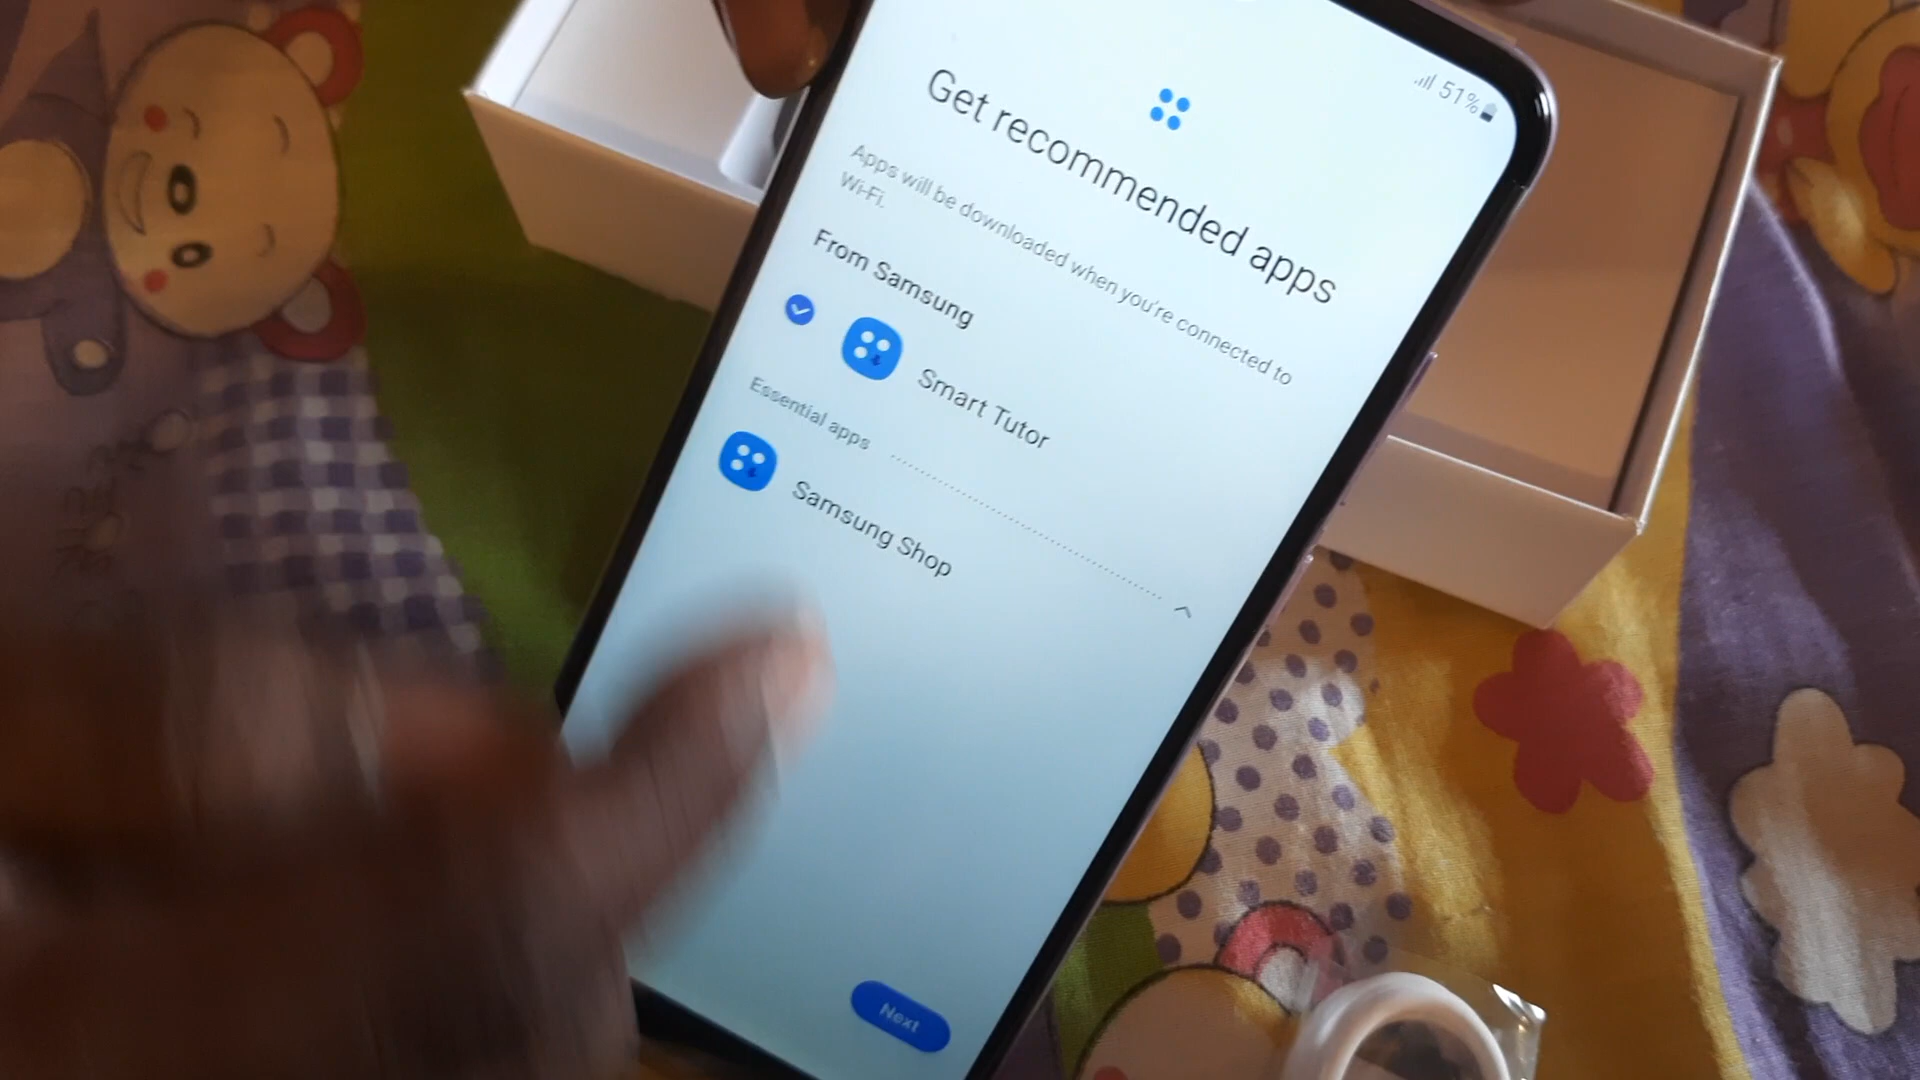 51%
Get recommended apps
Apps will be downloaded when you're connected to
Wi-Fi.
From Samsung
Smart Tutor
Essential apps
Samsung Shop
Next